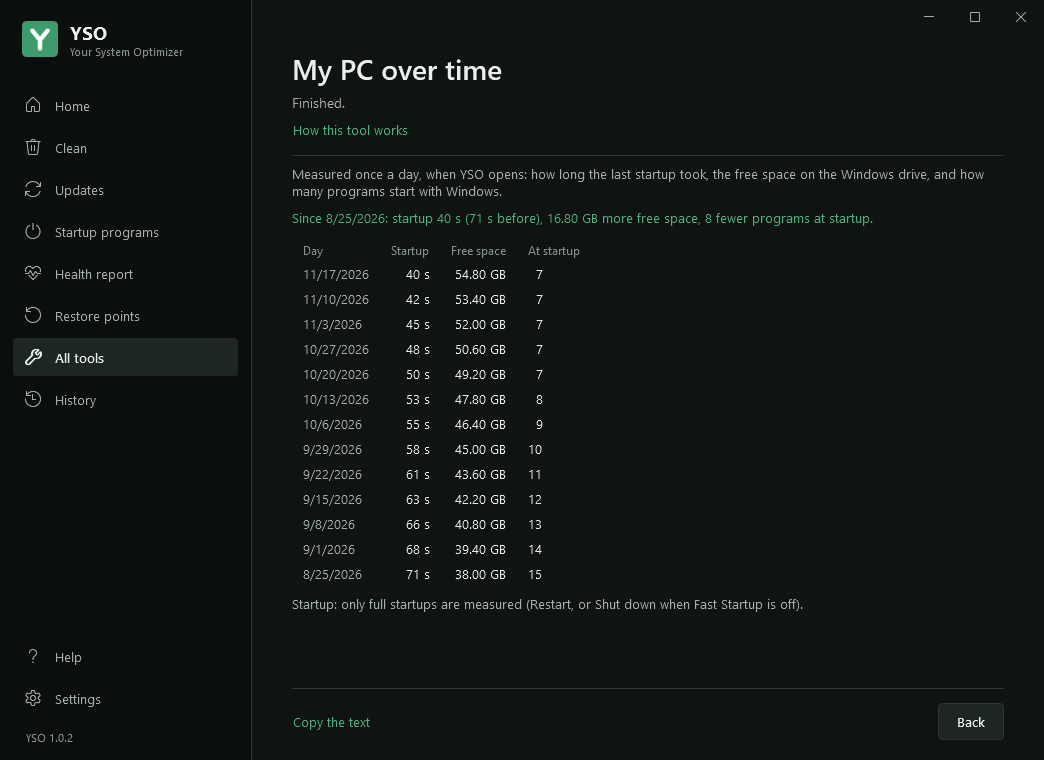 YSO
Your System Optimizer
Home
Clean
Updates
Startup programs
Health report
Restore points
All tools
History
Help
Settings
YSO 1.0.2
My PC over time
Finished.
How this tool works
Measured once a day, when YSO opens: how long the last startup took, the free space on the Windows drive, and how
many programs start with Windows.
Since 8/25/2026: startup 40 s (71 s before), 16.80 GB more free space, 8 fewer programs at startup.
Day Startup Free space At startup
11/17/2026 40 s 54.80 GB 7
11/10/2026 42 s 53.40 GB 7
11/3/2026 45 s 52.00 GB 7
10/27/2026 48 s 50.60 GB 7
10/20/2026 50 s 49.20 GB 7
10/13/2026 53 s 47.80 GB 8
10/6/2026 55 s 46.40 GB 9
9/29/2026 58 s 45.00 GB 10
9/22/2026 61 s 43.60 GB 11
9/15/2026 63 s 42.20 GB 12
9/8/2026 66 s 40.80 GB 13
9/1/2026 68 s 39.40 GB 14
8/25/2026 71 s 38.00 GB 15
Startup: only full startups are measured (Restart, or Shut down when Fast Startup is off).
Copy the text
Back